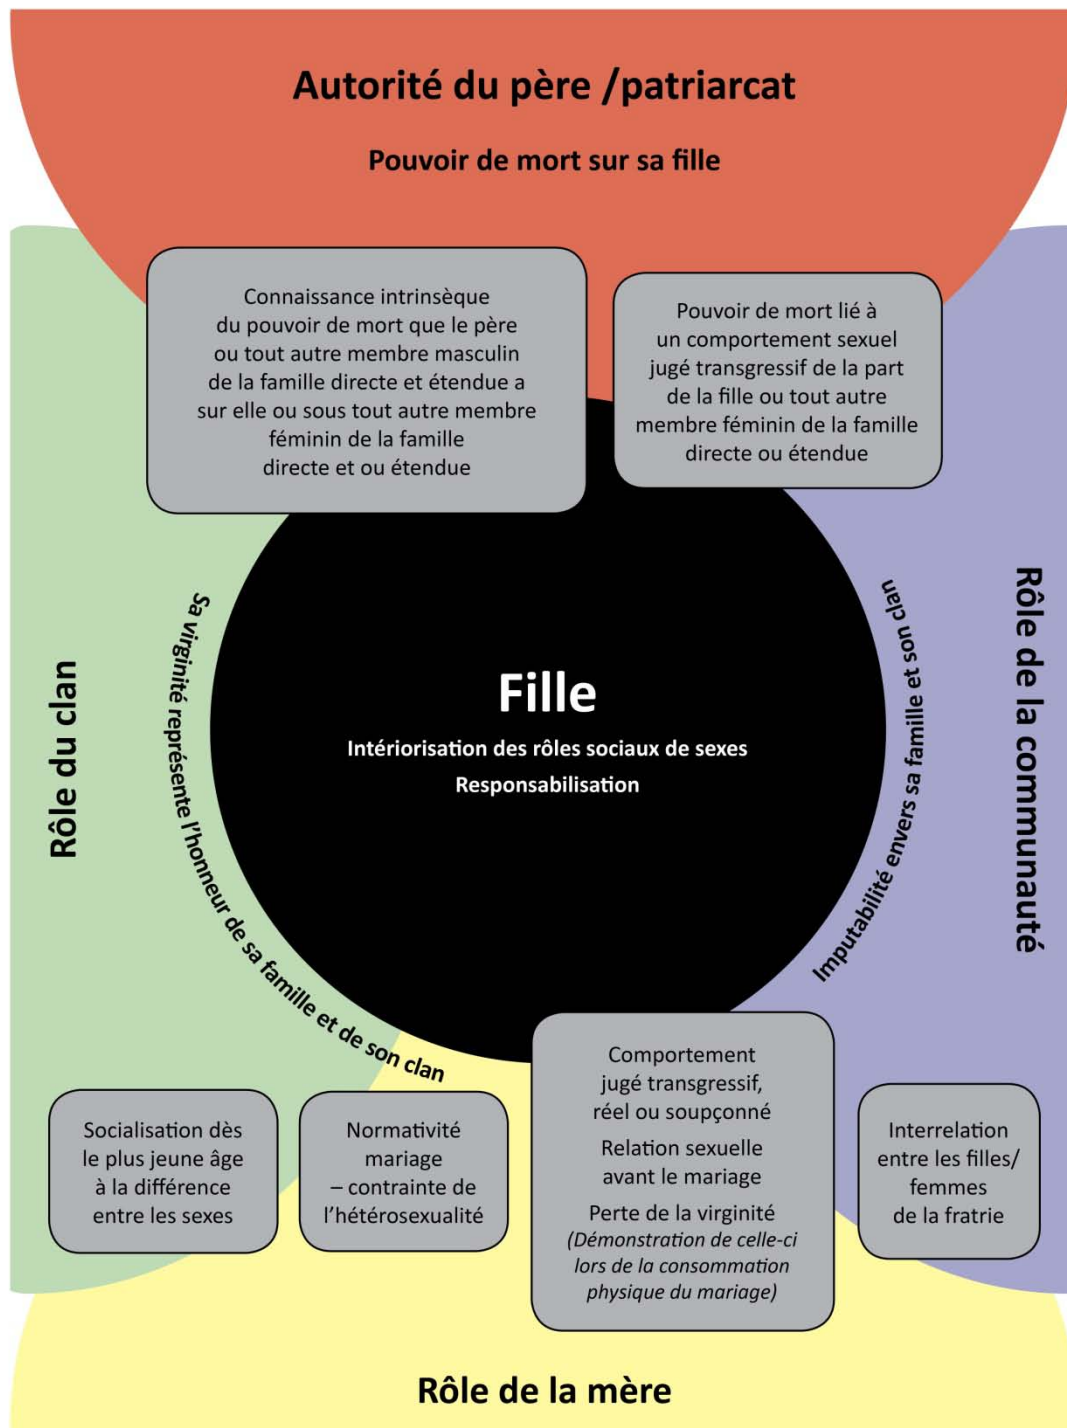 Autorité du père /patriarcat
Pouvoir de mort sur sa fille
Connaissance intrinsèque
du pouvoir de mort que le père
ou tout autre membre masculin
de la famille directe et étendue a
sur elle ou sous tout autre membre
féminin de la famille
directe et ou étendue
Pouvoir de mort lié à
un comportement sexuel
jugé transgressif de la part
de la fille ou tout autre
membre féminin de la famille
directe ou étendue
Rôle du clan
Sa virginité représente l'honneur de sa famille et de son clan
Fille
Intériorisation des rôles sociaux de sexes
Responsabilisation
Imputabilité envers sa famille et son clan
Rôle de la communauté
Socialisation dès
le plus jeune âge
à la différence
entre les sexes
Normativité
mariage
– contrainte de
l'hétérosexualité
Comportement
jugé transgressif,
réel ou soupçonné
Relation sexuelle
avant le mariage
Perte de la virginité
(Démonstration de celle-ci
lors de la consommation
physique du mariage)
Interrelation
entre les filles/
femmes
de la fratrie
Rôle de la mère